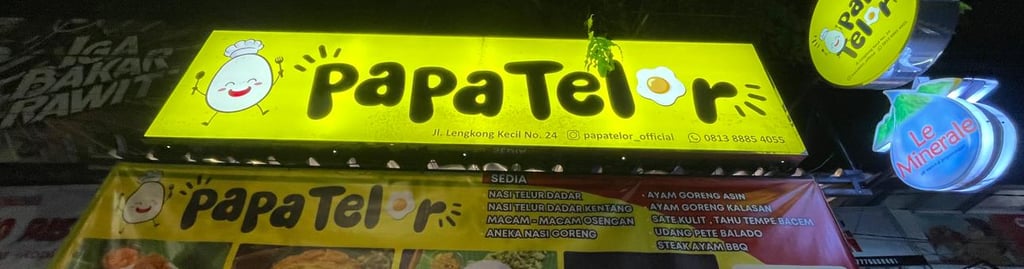 IGA
BAKAR
RAWIT
PAPATELOR
Jl. Lengkong Kecil No. 24 papatelor_official 0813 8885 4055
PAPATELOR
Le
Minerale
PAPATELOR
SEDIA
NASI TELUR DADAR
NASI TELUR DADAR KENTANG
MACAM - MACAM OSENGAN
ANEKA NASI GORENG
- AYAM GORENG ASIN
- AYAM GORENG KALASAN
SATE KULIT , TAHU TEMPE BACEM
UDANG PETE BALADO
STEAK AYAM BBQ